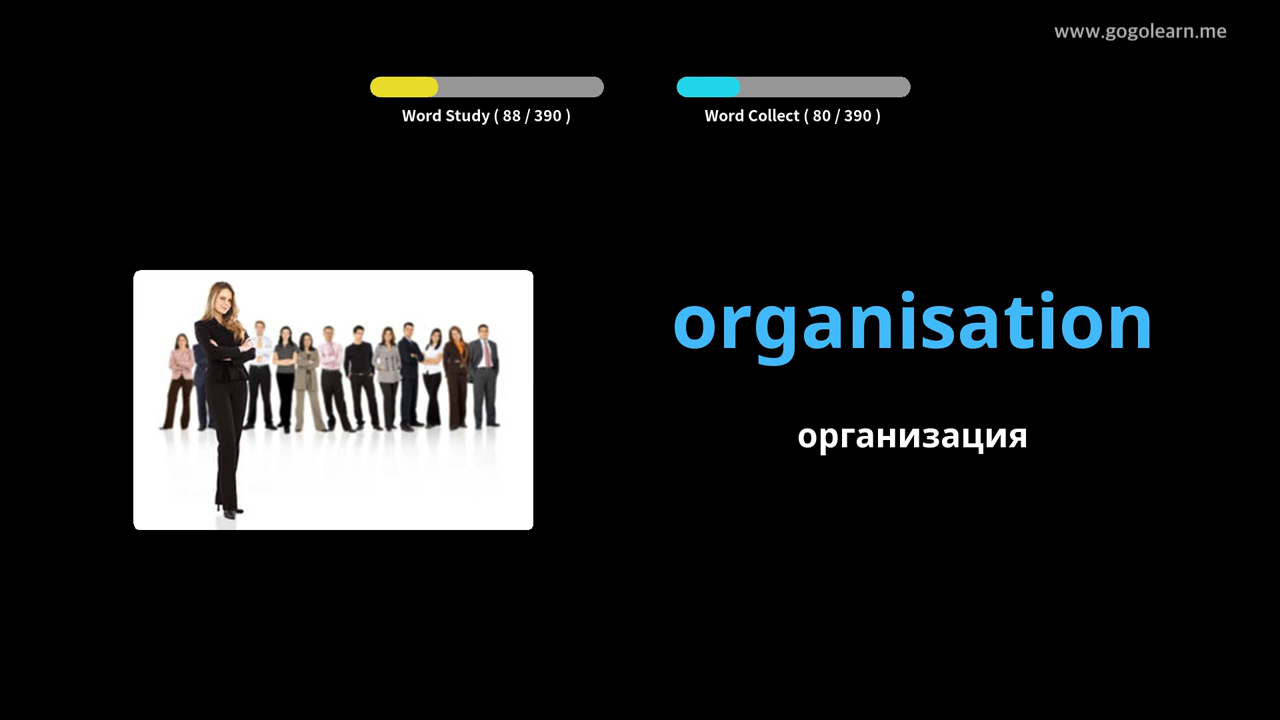 www.gogolearn.me
Word Study ( 88 / 390 )
Word Collect ( 80 / 390 )
organisation
организация